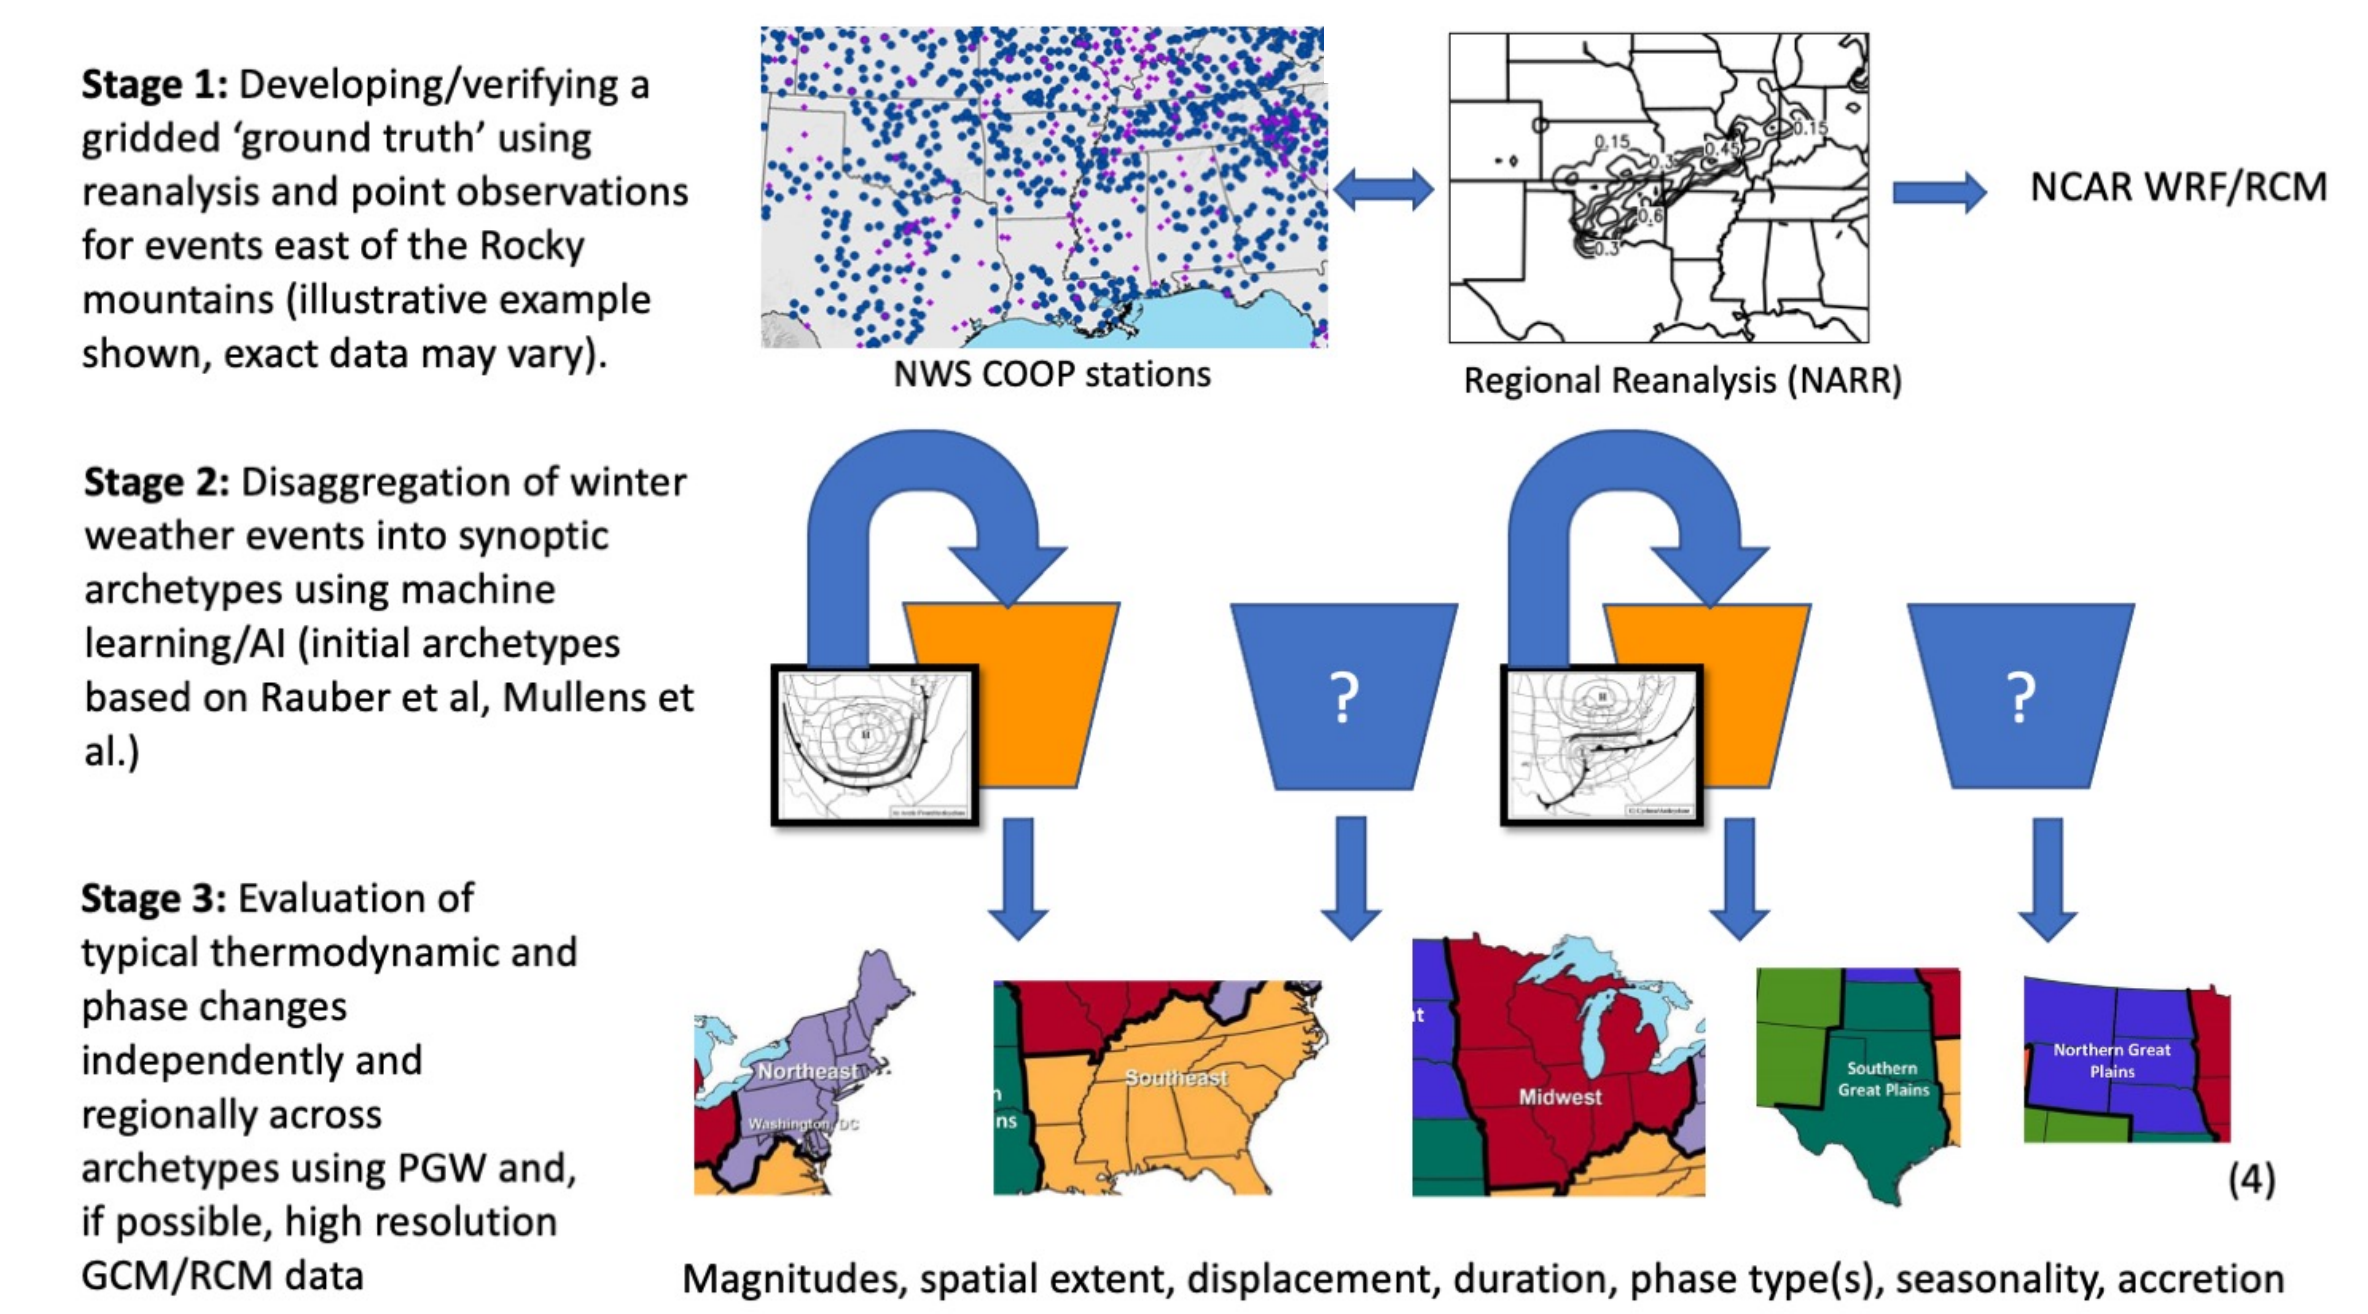 Stage 1: Developing/verifying a
gridded ‘ground truth’ using
reanalysis and point observations
for events east of the Rocky
mountains (illustrative example
shown, exact data may vary).
NWS COOP stations
0.15
0.15
0.3
0.45
0.6
0.3
Regional Reanalysis (NARR)
NCAR WRF/RCM
Stage 2: Disaggregation of winter
weather events into synoptic
archetypes using machine
learning/AI (initial archetypes
based on Rauber et al, Mullens et
al.)
H
?
H
?
Stage 3: Evaluation of
typical thermodynamic and
phase changes
independently and
regionally across
archetypes using PGW and,
if possible, high resolution
GCM/RCM data
Northeast
Washington, DC
n
ns
Southeast
nt
Midwest
Southern
Great Plains
Northern Great
Plains
(4)
Magnitudes, spatial extent, displacement, duration, phase type(s), seasonality, accretion